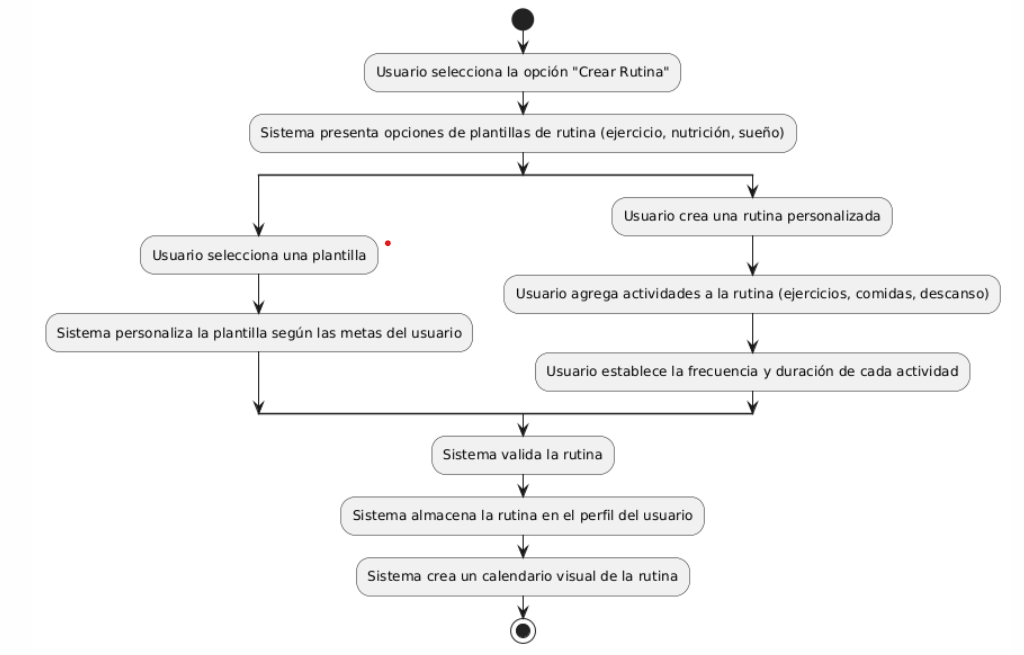 Usuario selecciona la opción "Crear Rutina"
Sistema presenta opciones de plantillas de rutina (ejercicio, nutrición, sueño)
Usuario selecciona una plantilla
Sistema personaliza la plantilla según las metas del usuario
Usuario crea una rutina personalizada
Usuario agrega actividades a la rutina (ejercicios, comidas, descanso)
Usuario establece la frecuencia y duración de cada actividad
Sistema valida la rutina
Sistema almacena la rutina en el perfil del usuario
Sistema crea un calendario visual de la rutina